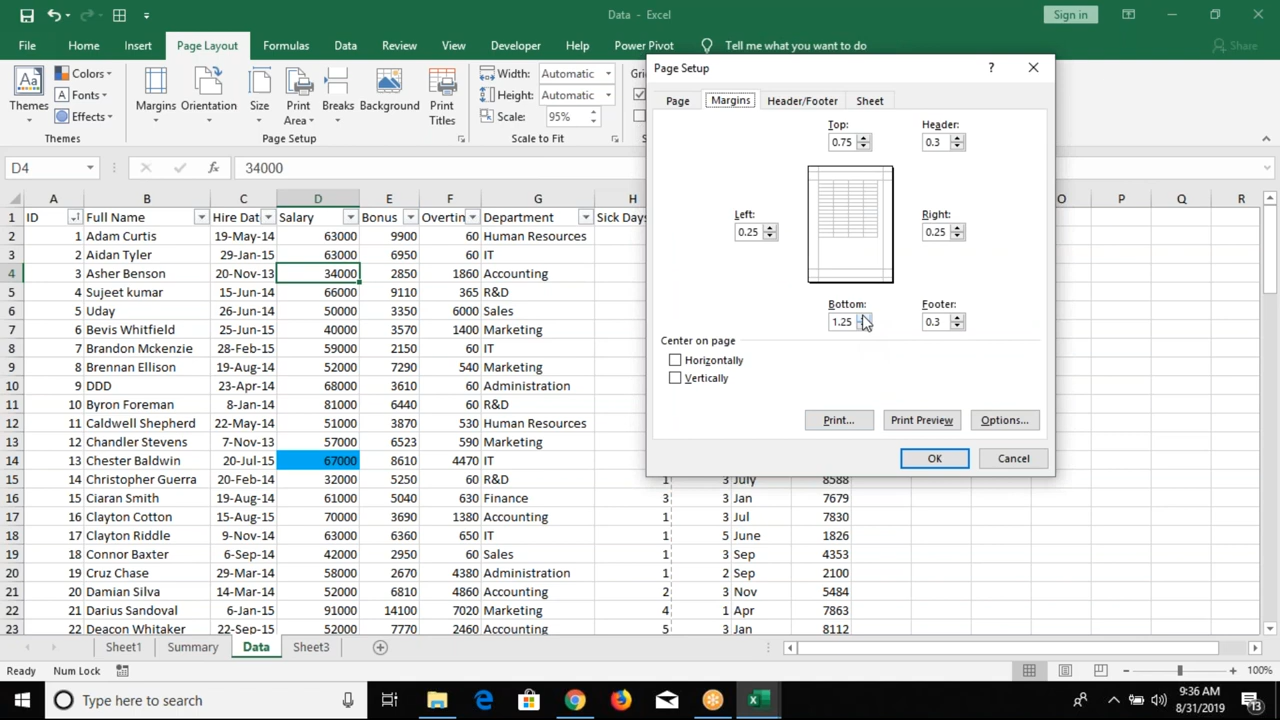 Data - Excel
Sign in
File Home Insert Page Layout Formulas Data Review View Developer Help Power Pivot Tell me what you want to do Share
Themes
Colors
Fonts
Effects
Themes
Margins Orientation Size Print Area Breaks Background Print Titles
Page Setup
Width: Automatic
Height: Automatic
Scale: 95%
Scale to Fit
D4 fx 34000
A B C D E F G H O P Q R
1 ID Full Name Hire Dat Salary Bonus Overtin Department Sick Days
2 1 Adam Curtis 19-May-14 63000 9900 60 Human Resources
3 2 Aidan Tyler 29-Jan-15 63000 6950 60 IT
4 3 Asher Benson 20-Nov-13 34000 2850 1860 Accounting
5 4 Sujeet kumar 15-Jun-14 66000 9110 365 R&D
6 5 Uday 26-Jun-14 50000 3350 6000 Sales
7 6 Bevis Whitfield 25-Jun-15 40000 3570 1400 Marketing
8 7 Brandon Mckenzie 28-Feb-15 59000 2150 60 IT
9 8 Brennan Ellison 19-Aug-14 52000 7290 540 Marketing
10 9 DDD 23-Apr-14 68000 3610 60 Administration
11 10 Byron Foreman 8-Jan-14 81000 6440 60 R&D
12 11 Caldwell Shepherd 22-May-14 51000 3870 530 Human Resources
13 12 Chandler Stevens 7-Nov-13 57000 6523 590 Marketing
14 13 Chester Baldwin 20-Jul-15 67000 8610 4470 IT
15 14 Christopher Guerra 20-Feb-14 32000 5250 60 R&D 1 3 July 8588
16 15 Ciaran Smith 19-Aug-14 61000 5040 630 Finance 3 3 Jan 7679
17 16 Clayton Cotton 15-Aug-15 70000 3690 1380 Accounting 1 3 Jul 7830
18 17 Clayton Riddle 9-Nov-14 63000 6360 650 IT 1 5 June 1826
19 18 Connor Baxter 6-Sep-14 42000 2950 60 Sales 1 3 Sep 4353
20 19 Cruz Chase 29-Mar-14 58000 2670 4380 Administration 1 2 Sep 2100
21 20 Damian Silva 14-Mar-14 52000 6810 4860 Accounting 2 3 Nov 5484
22 21 Darius Sandoval 6-Jan-15 91000 14100 7020 Marketing 4 1 Apr 7863
23 22 Deacon Whitaker 22-Sep-15 52000 7770 2460 Accounting 5 3 Jan 8112
Page Setup ?
Page Margins Header/Footer Sheet
Top: Header:
0.75 0.3
Left: Right:
0.25 0.25
Bottom: Footer:
1.25 0.3
Center on page
Horizontally
Vertically
Print... Print Preview Options...
OK Cancel
Sheet1 Summary Data Sheet3
Ready Num Lock 100%
Type here to search
9:36 AM
8/31/2019
13